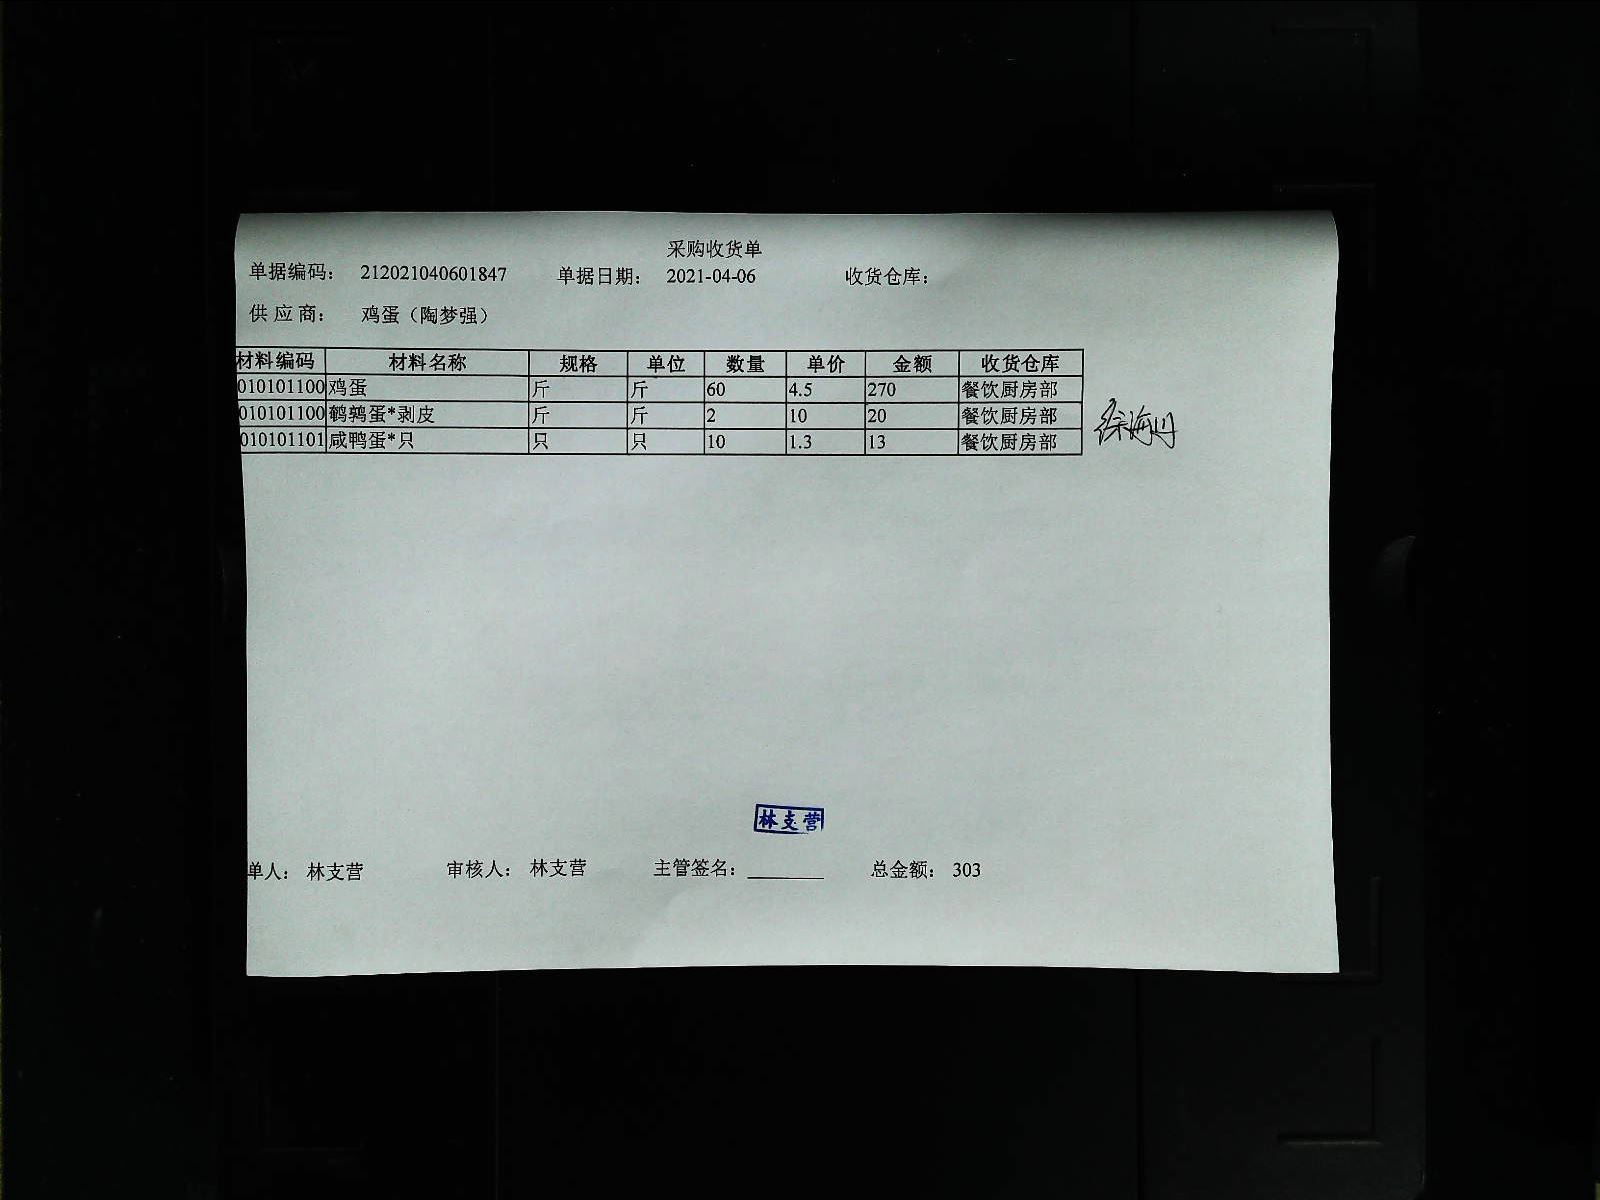 采购收货单
单据编码: 212021040601847 单据日期: 2021-04-06 收货仓库:
供 应 商: 鸡蛋（陶梦强）
材料编码 材料名称 规格 单位 数量 单价 金额 收货仓库
010101100 鸡蛋 斤 斤 60 4.5 270 餐饮厨房部
010101100 鹌鹑蛋*剥皮 斤 斤 2 10 20 餐饮厨房部
010101101 咸鸭蛋*只 只 只 10 1.3 13 餐饮厨房部
林支营
单人: 林支营 审核人: 林支营 主管签名: 总金额: 303